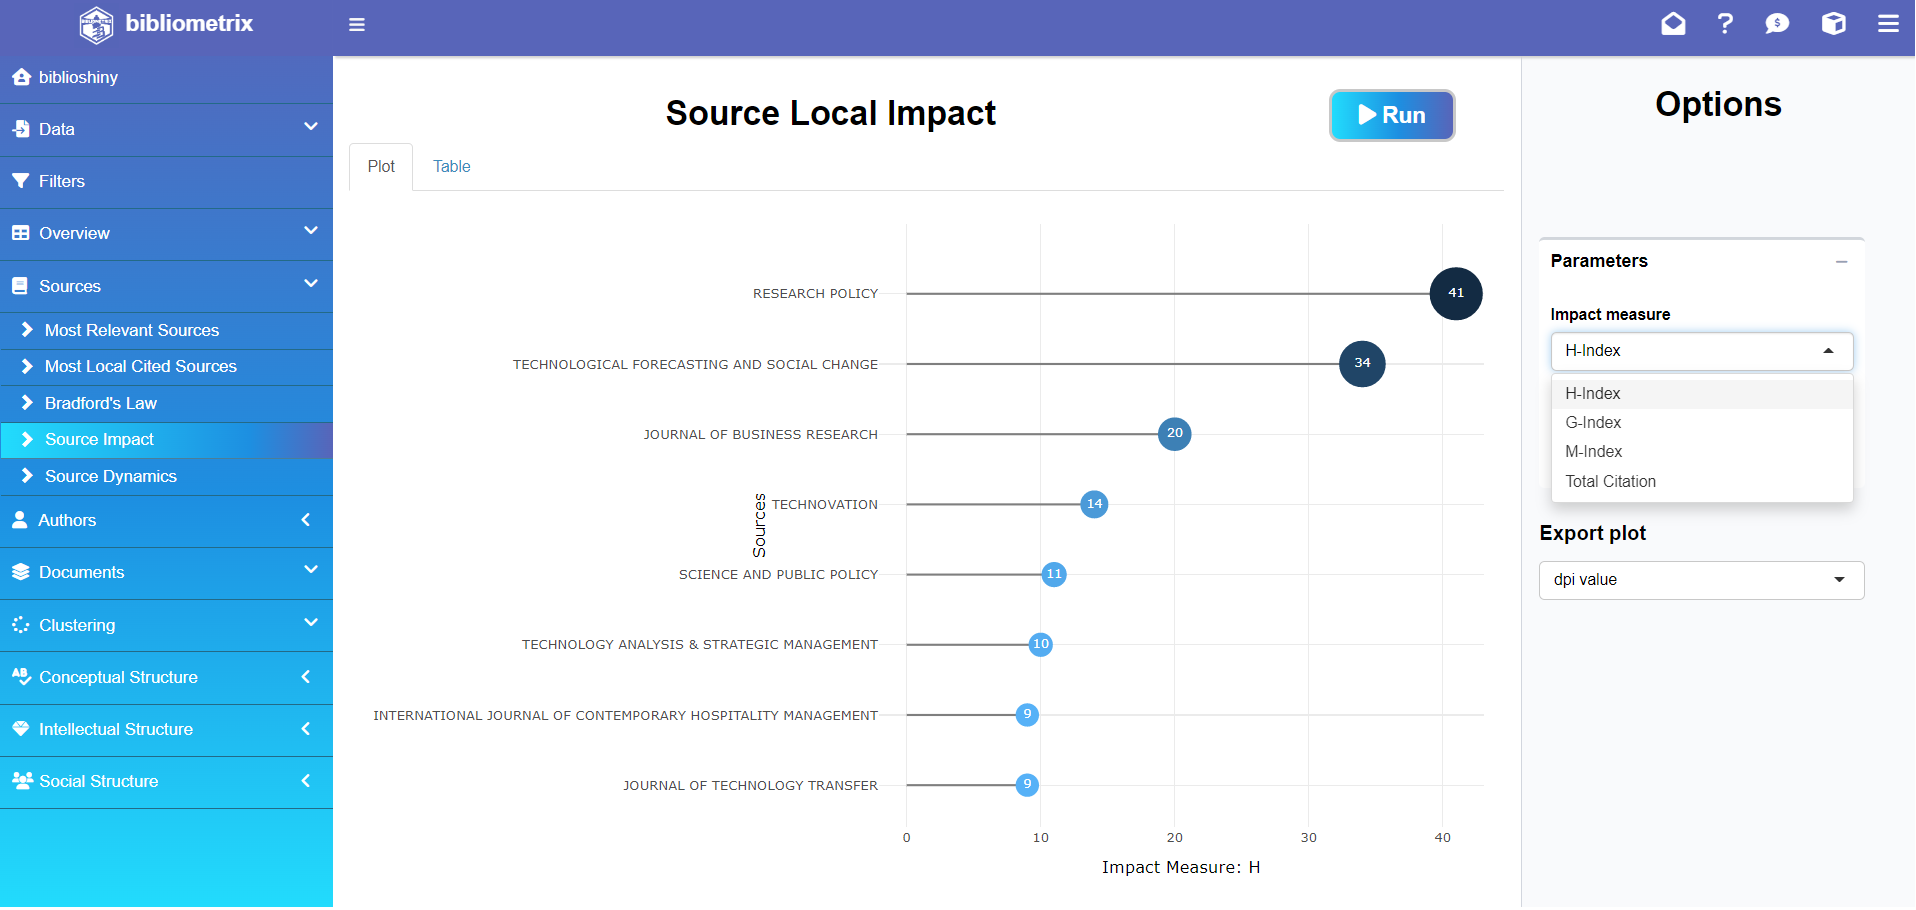 bibliometrix
biblioshiny
Data
Filters
Overview
Sources
Most Relevant Sources
Most Local Cited Sources
Bradford's Law
Source Impact
Source Dynamics
Authors
Documents
Clustering
Conceptual Structure
Intellectual Structure
Social Structure
Source Local Impact
Run
Plot
Table
Sources
RESEARCH POLICY
41
TECHNOLOGICAL FORECASTING AND SOCIAL CHANGE
34
JOURNAL OF BUSINESS RESEARCH
20
TECHNOVATION
14
SCIENCE AND PUBLIC POLICY
11
TECHNOLOGY ANALYSIS & STRATEGIC MANAGEMENT
10
INTERNATIONAL JOURNAL OF CONTEMPORARY HOSPITALITY MANAGEMENT
9
JOURNAL OF TECHNOLOGY TRANSFER
9
0 10 20 30 40
Impact Measure: H
Options
Parameters
Impact measure
H-Index
H-Index
G-Index
M-Index
Total Citation
Export plot
dpi value